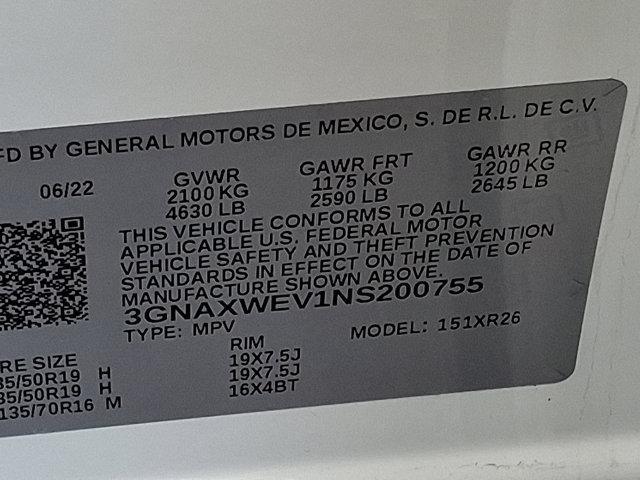 FD BY GENERAL MOTORS DE MEXICO, S. DE R.L. DE C.V.
06/22 GVWR GAWR FRT GAWR RR
2100 KG 1175 KG 1200 KG
4630 LB 2590 LB 2645 LB
THIS VEHICLE CONFORMS TO ALL
APPLICABLE U.S. FEDERAL MOTOR
VEHICLE SAFETY AND THEFT PREVENTION
STANDARDS IN EFFECT ON THE DATE OF
MANUFACTURE SHOWN ABOVE.
3GNAXWEV1NS200755
TYPE: MPV MODEL: 151XR26
RE SIZE RIM
35/50R19 H 19X7.5J
35/50R19 H 19X7.5J
135/70R16 M 16X4BT